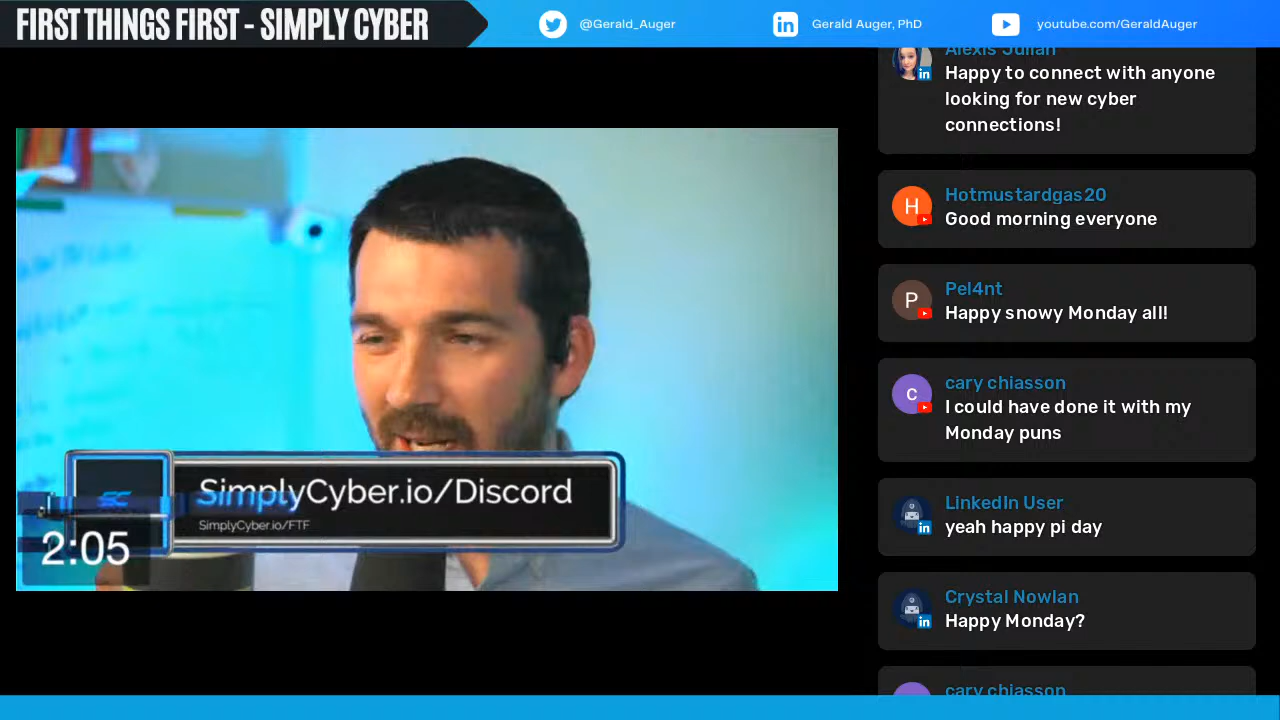 FIRST THINGS FIRST - SIMPLY CYBER
@Gerald_Auger
Gerald Auger, PhD
youtube.com/GeraldAuger
SimplyCyber.io/Discord
SimplyCyber.io/FTF
2:05
Alexis Julian
Happy to connect with anyone
looking for new cyber
connections!
H
Hotmustardgas20
Good morning everyone
P
Pel4nt
Happy snowy Monday all!
c
cary chiasson
I could have done it with my
Monday puns
LinkedIn User
yeah happy pi day
Crystal Nowlan
Happy Monday?
cary chiasson